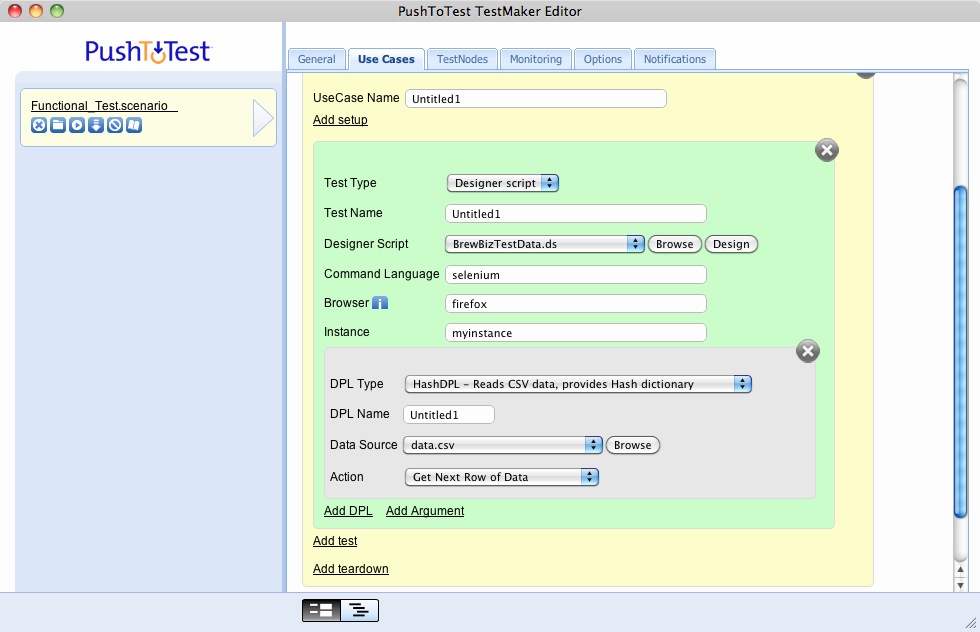 PushToTest TestMaker Editor
PushToTest
General
Use Cases
TestNodes
Monitoring
Options
Notifications
Functional_Test.scenario
UseCase Name Untitled1
Add setup
Test Type Designer script
Test Name Untitled1
Designer Script BrewBizTestData.ds Browse Design
Command Language selenium
Browser i firefox
Instance myinstance
DPL Type HashDPL – Reads CSV data, provides Hash dictionary
DPL Name Untitled1
Data Source data.csv Browse
Action Get Next Row of Data
Add DPL Add Argument
Add test
Add teardown